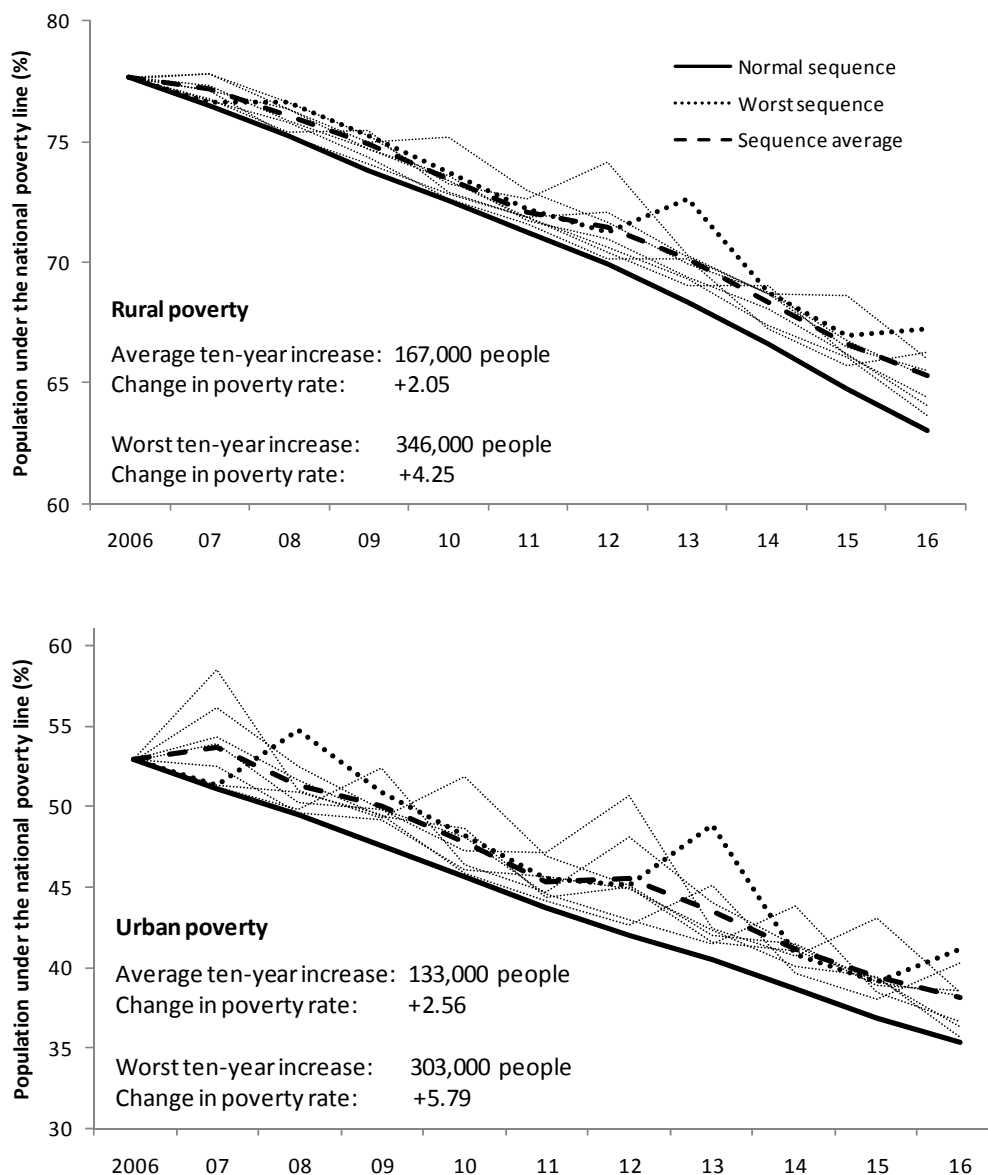 Population under the national poverty line (%)
80
75
70
65
60
Normal sequence
Worst sequence
Sequence average
Rural poverty
Average ten-year increase: 167,000 people
Change in poverty rate: +2.05
Worst ten-year increase: 346,000 people
Change in poverty rate: +4.25
2006 07 08 09 10 11 12 13 14 15 16
Population under the national poverty line (%)
60
55
50
45
40
35
30
Urban poverty
Average ten-year increase: 133,000 people
Change in poverty rate: +2.56
Worst ten-year increase: 303,000 people
Change in poverty rate: +5.79
2006 07 08 09 10 11 12 13 14 15 16